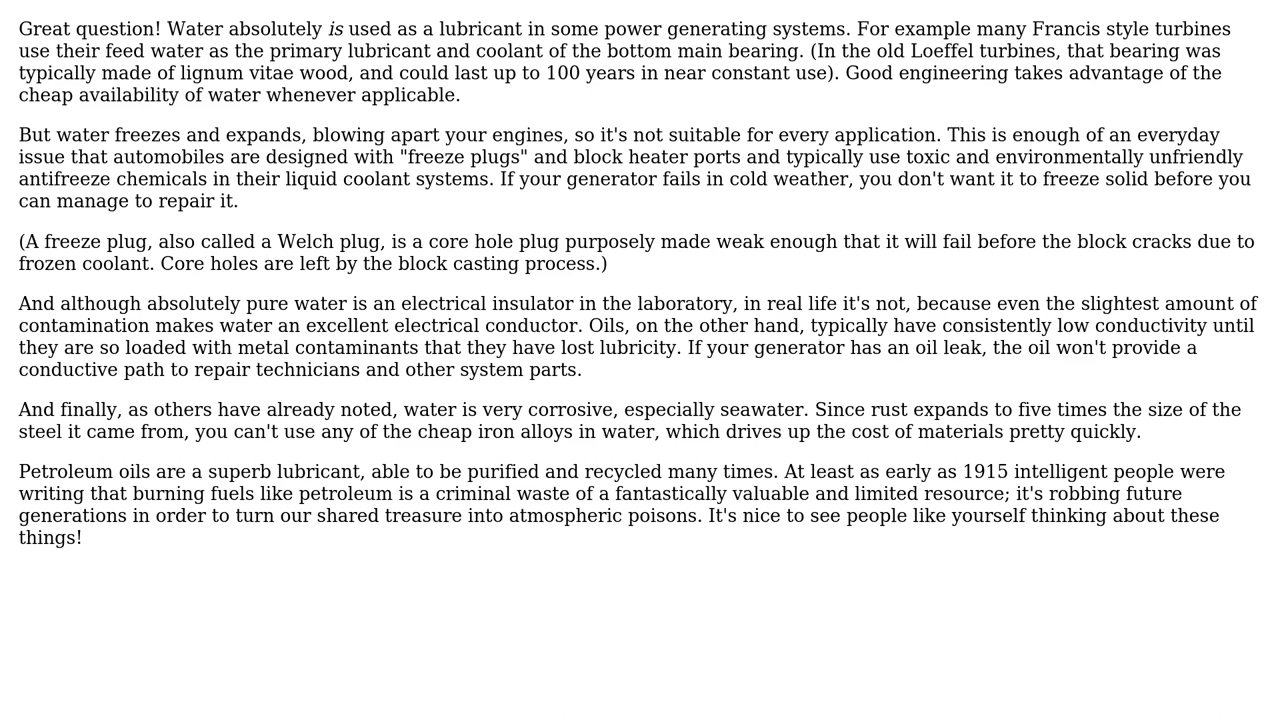 Great question! Water absolutely is used as a lubricant in some power generating systems. For example many Francis style turbines
use their feed water as the primary lubricant and coolant of the bottom main bearing. (In the old Loeffel turbines, that bearing was
typically made of lignum vitae wood, and could last up to 100 years in near constant use). Good engineering takes advantage of the
cheap availability of water whenever applicable.
But water freezes and expands, blowing apart your engines, so it's not suitable for every application. This is enough of an everyday
issue that automobiles are designed with "freeze plugs" and block heater ports and typically use toxic and environmentally unfriendly
antifreeze chemicals in their liquid coolant systems. If your generator fails in cold weather, you don't want it to freeze solid before you
can manage to repair it.
(A freeze plug, also called a Welch plug, is a core hole plug purposely made weak enough that it will fail before the block cracks due to
frozen coolant. Core holes are left by the block casting process.)
And although absolutely pure water is an electrical insulator in the laboratory, in real life it's not, because even the slightest amount of
contamination makes water an excellent electrical conductor. Oils, on the other hand, typically have consistently low conductivity until
they are so loaded with metal contaminants that they have lost lubricity. If your generator has an oil leak, the oil won't provide a
conductive path to repair technicians and other system parts.
And finally, as others have already noted, water is very corrosive, especially seawater. Since rust expands to five times the size of the
steel it came from, you can't use any of the cheap iron alloys in water, which drives up the cost of materials pretty quickly.
Petroleum oils are a superb lubricant, able to be purified and recycled many times. At least as early as 1915 intelligent people were
writing that burning fuels like petroleum is a criminal waste of a fantastically valuable and limited resource; it's robbing future
generations in order to turn our shared treasure into atmospheric poisons. It's nice to see people like yourself thinking about these
things!